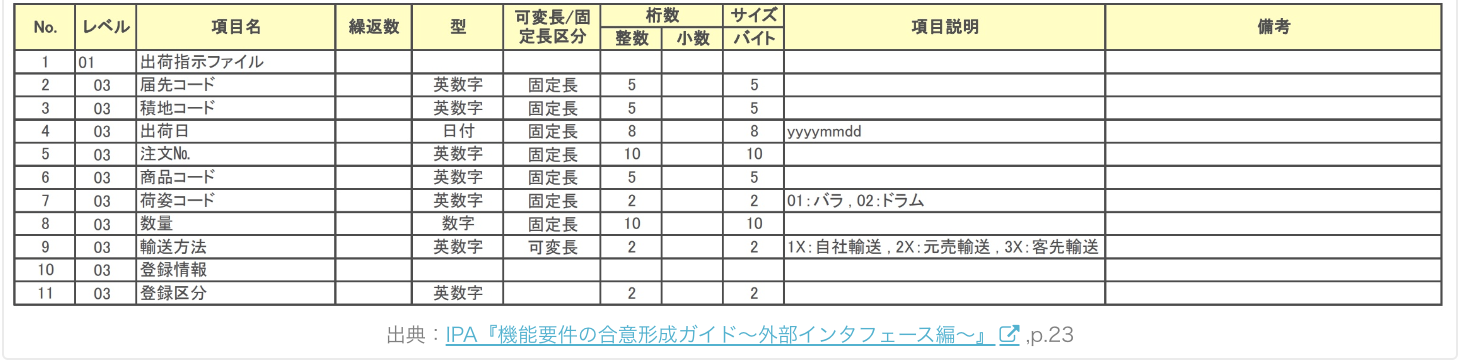 No. レベル 項目名 繰返数 型 可変長/固定長区分 桁数 整数 小数 サイズ バイト 項目説明 備考
1 01 出荷指示ファイル
2 03 届先コード 英数字 固定長 5 5
3 03 積地コード 英数字 固定長 5 5
4 03 出荷日 日付 固定長 8 8 yyyymmdd
5 03 注文№. 英数字 固定長 10 10
6 03 商品コード 英数字 固定長 5 5
7 03 荷姿コード 英数字 固定長 2 2 01:バラ , 02:ドラム
8 03 数量 数字 固定長 10 10
9 03 輸送方法 英数字 可変長 2 2 1X:自社輸送 , 2X:元売輸送 , 3X:客先輸送
10 03 登録情報
11 03 登録区分 英数字 2 2
出典：IPA『機能要件の合意形成ガイド～外部インタフェース編～』 ,p.23